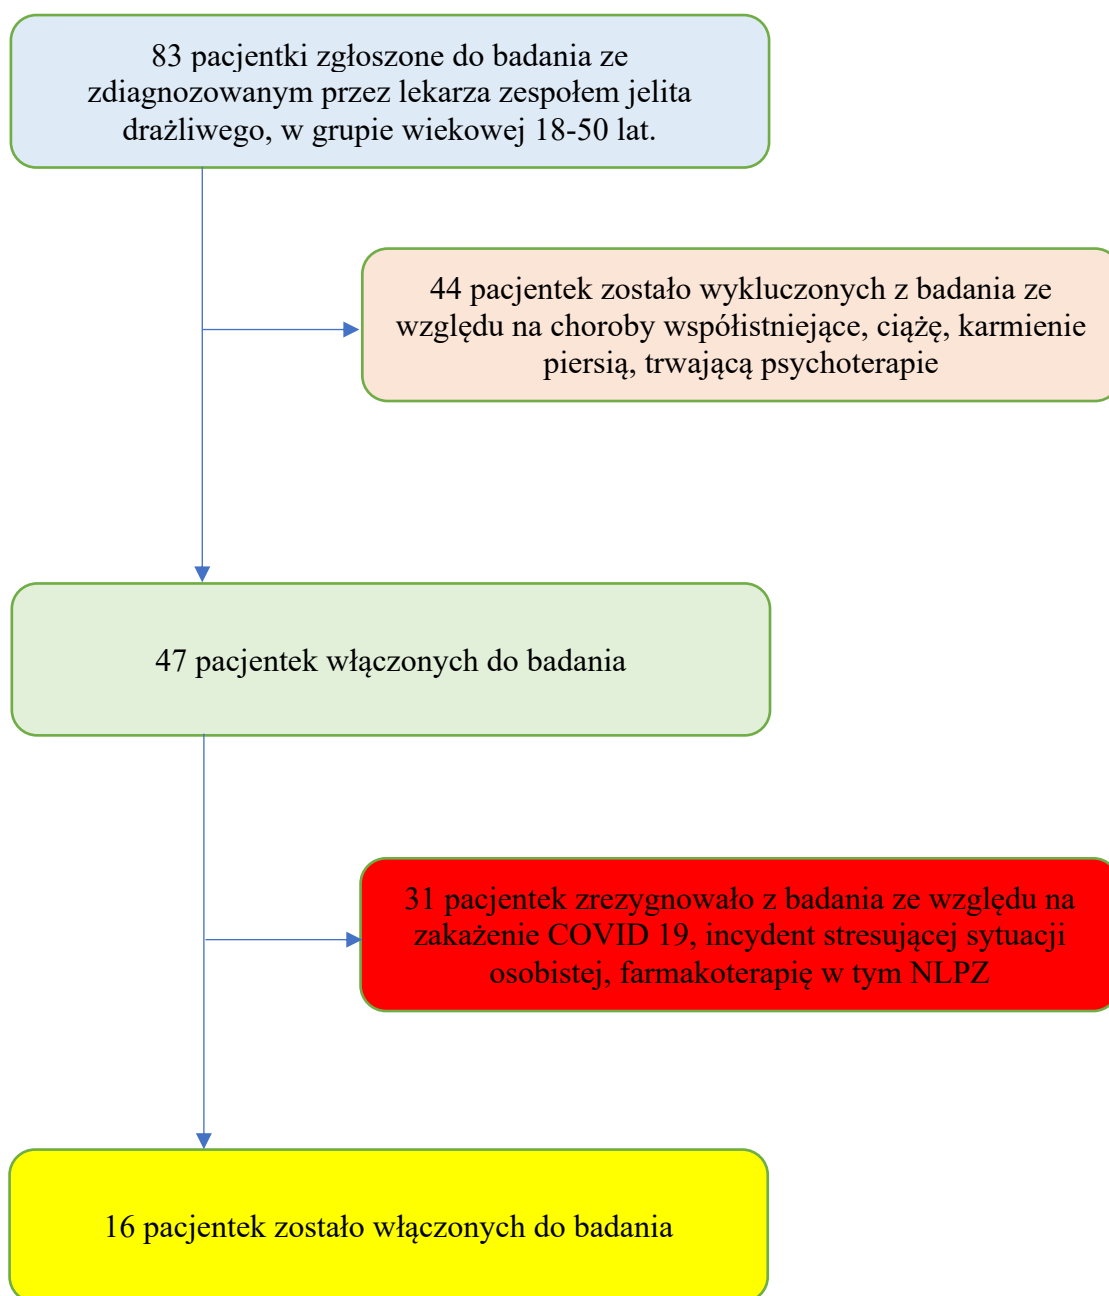 83 pacjentki zgłoszone do badania ze
zdiagnozowanym przez lekarza zespołem jelita
drażliwego, w grupie wiekowej 18-50 lat.
44 pacjentek zostało wykluczonych z badania ze
względu na choroby współistniejące, ciążę, karmienie
piersią, trwającą psychoterapie
47 pacjentek włączonych do badania
31 pacjentek zrezygnowało z badania ze względu na
zakażenie COVID 19, incydent stresującej sytuacji
osobistej, farmakoterapię w tym NLPZ
16 pacjentek zostało włączonych do badania